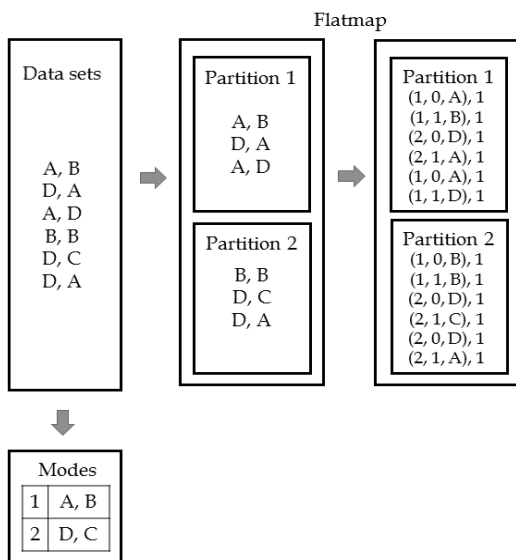 Flatmap
Data sets
A, B
D, A
A, D
B, B
D, C
D, A
Partition 1
A, B
D, A
A, D
Partition 2
B, B
D, C
D, A
Partition 1
(1, 0, A), 1
(1, 1, B), 1
(2, 0, D), 1
(2, 1, A), 1
(1, 0, A), 1
(1, 1, D), 1
Partition 2
(1, 0, B), 1
(1, 1, B), 1
(2, 0, D), 1
(2, 1, C), 1
(2, 0, D), 1
(2, 1, A), 1
Modes
1 A, B
2 D, C